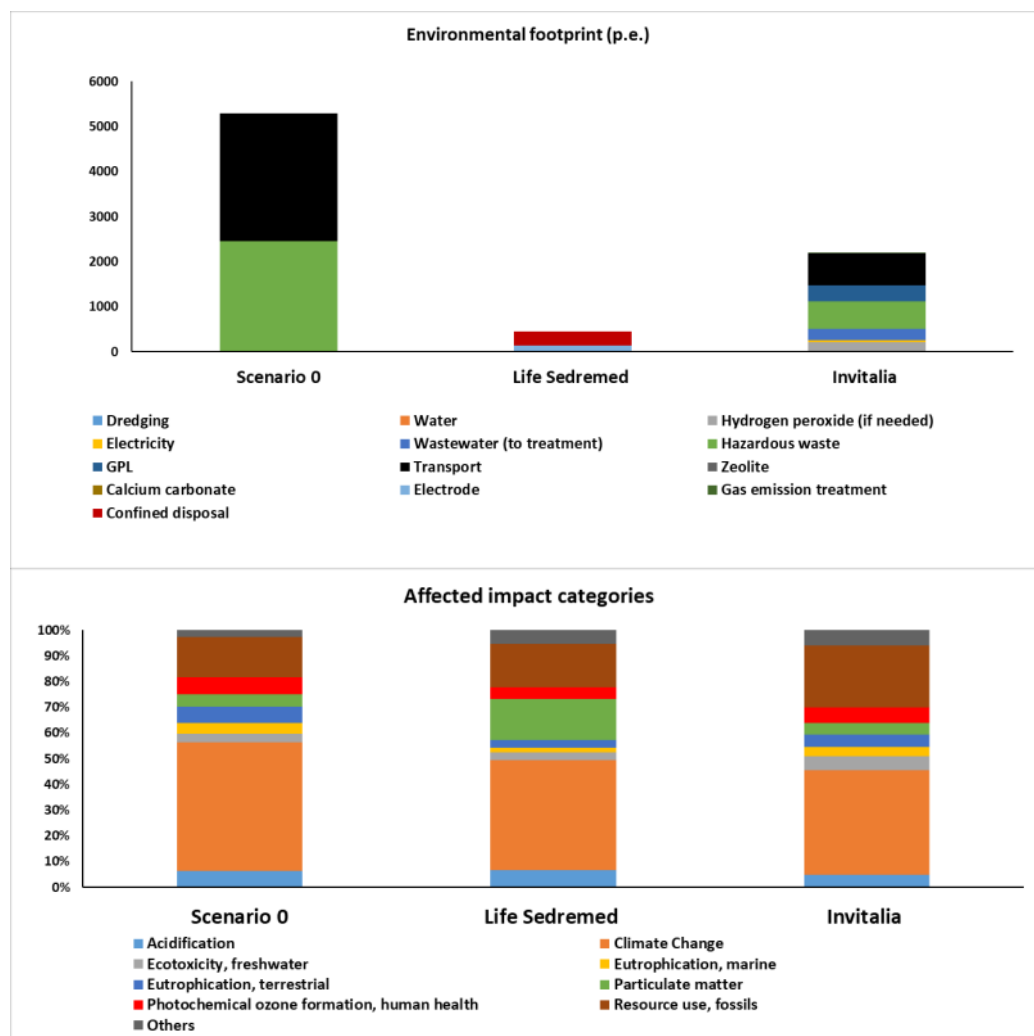 Environmental footprint (p.e.)
6000
5000
4000
3000
2000
1000
0
Scenario 0 Life Sedremed Invitalia
Dredging Water Hydrogen peroxide (if needed)
Electricity Wastewater (to treatment) Hazardous waste
GPL Transport Zeolite
Calcium carbonate Electrode Gas emission treatment
Confined disposal
Affected impact categories
100%
90%
80%
70%
60%
50%
40%
30%
20%
10%
0%
Scenario 0 Life Sedremed Invitalia
Acidification Climate Change
Ecotoxicity, freshwater Eutrophication, marine
Eutrophication, terrestrial Particulate matter
Photochemical ozone formation, human health Resource use, fossils
Others